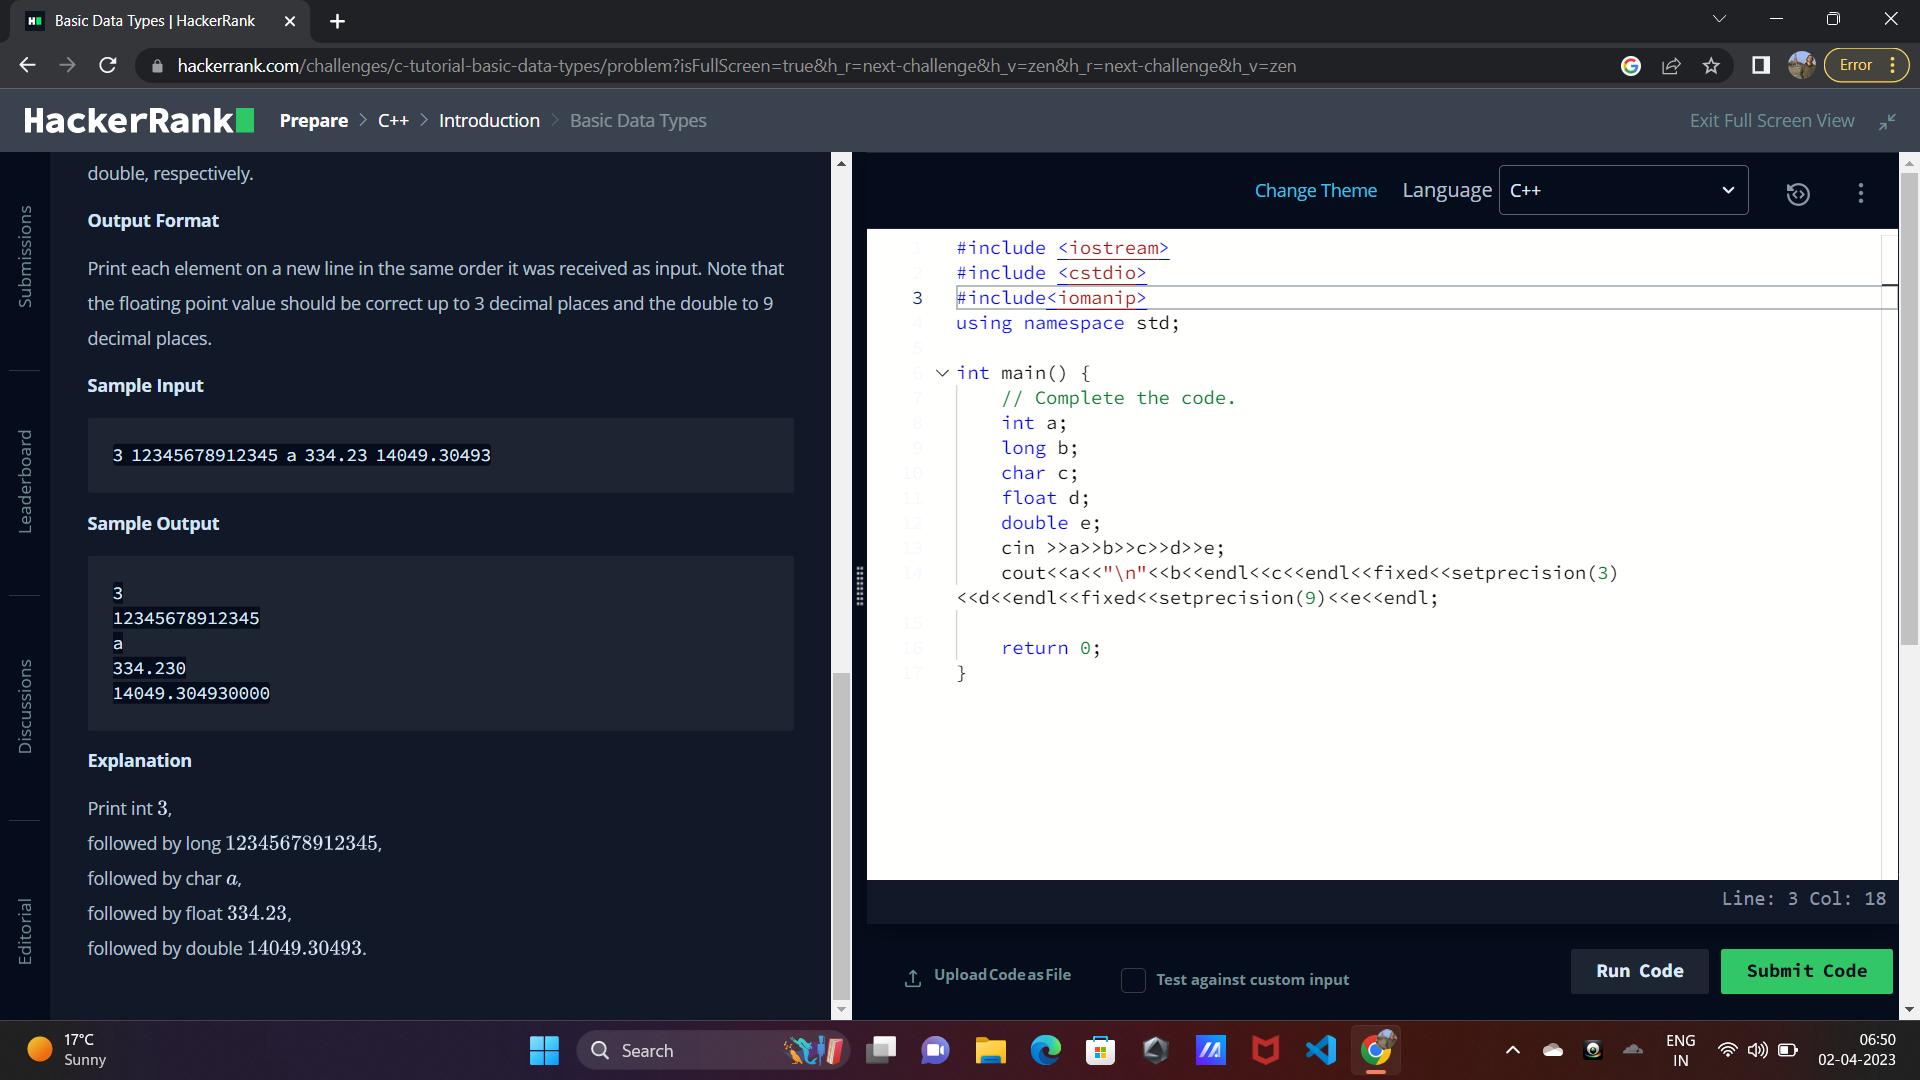 Basic Data Types | HackerRank
hackerrank.com/challenges/c-tutorial-basic-data-types/problem?isFullScreen=true&h_r=next-challenge&h_v=zen&h_r=next-challenge&h_v=zen
Error
HackerRank
Prepare > C++ > Introduction > Basic Data Types
Exit Full Screen View
Submissions
Leaderboard
Discussions
Editorial
double, respectively.
Output Format
Print each element on a new line in the same order it was received as input. Note that
the floating point value should be correct up to 3 decimal places and the double to 9
decimal places.
Sample Input
3 12345678912345 a 334.23 14049.30493
Sample Output
3
12345678912345
a
334.230
14049.304930000
Explanation
Print int 3,
followed by long 12345678912345,
followed by char a,
followed by float 334.23,
followed by double 14049.30493.
Change Theme Language C++
1 #include <iostream>
2 #include <cstdio>
3 #include<iomanip>
4 using namespace std;
5
6 int main() {
7 // Complete the code.
8 int a;
9 long b;
10 char c;
11 float d;
12 double e;
13 cin >>a>>b>>c>>d>>e;
14 cout<<a<<"\n"<<b<<endl<<c<<endl<<fixed<<setprecision(3)
<<d<<endl<<fixed<<setprecision(9)<<e<<endl;
15
16 return 0;
17 }
Line: 3 Col: 18
Upload Code as File
Test against custom input
Run Code
Submit Code
17°C
Sunny
Search
ENG
IN
06:50
02-04-2023